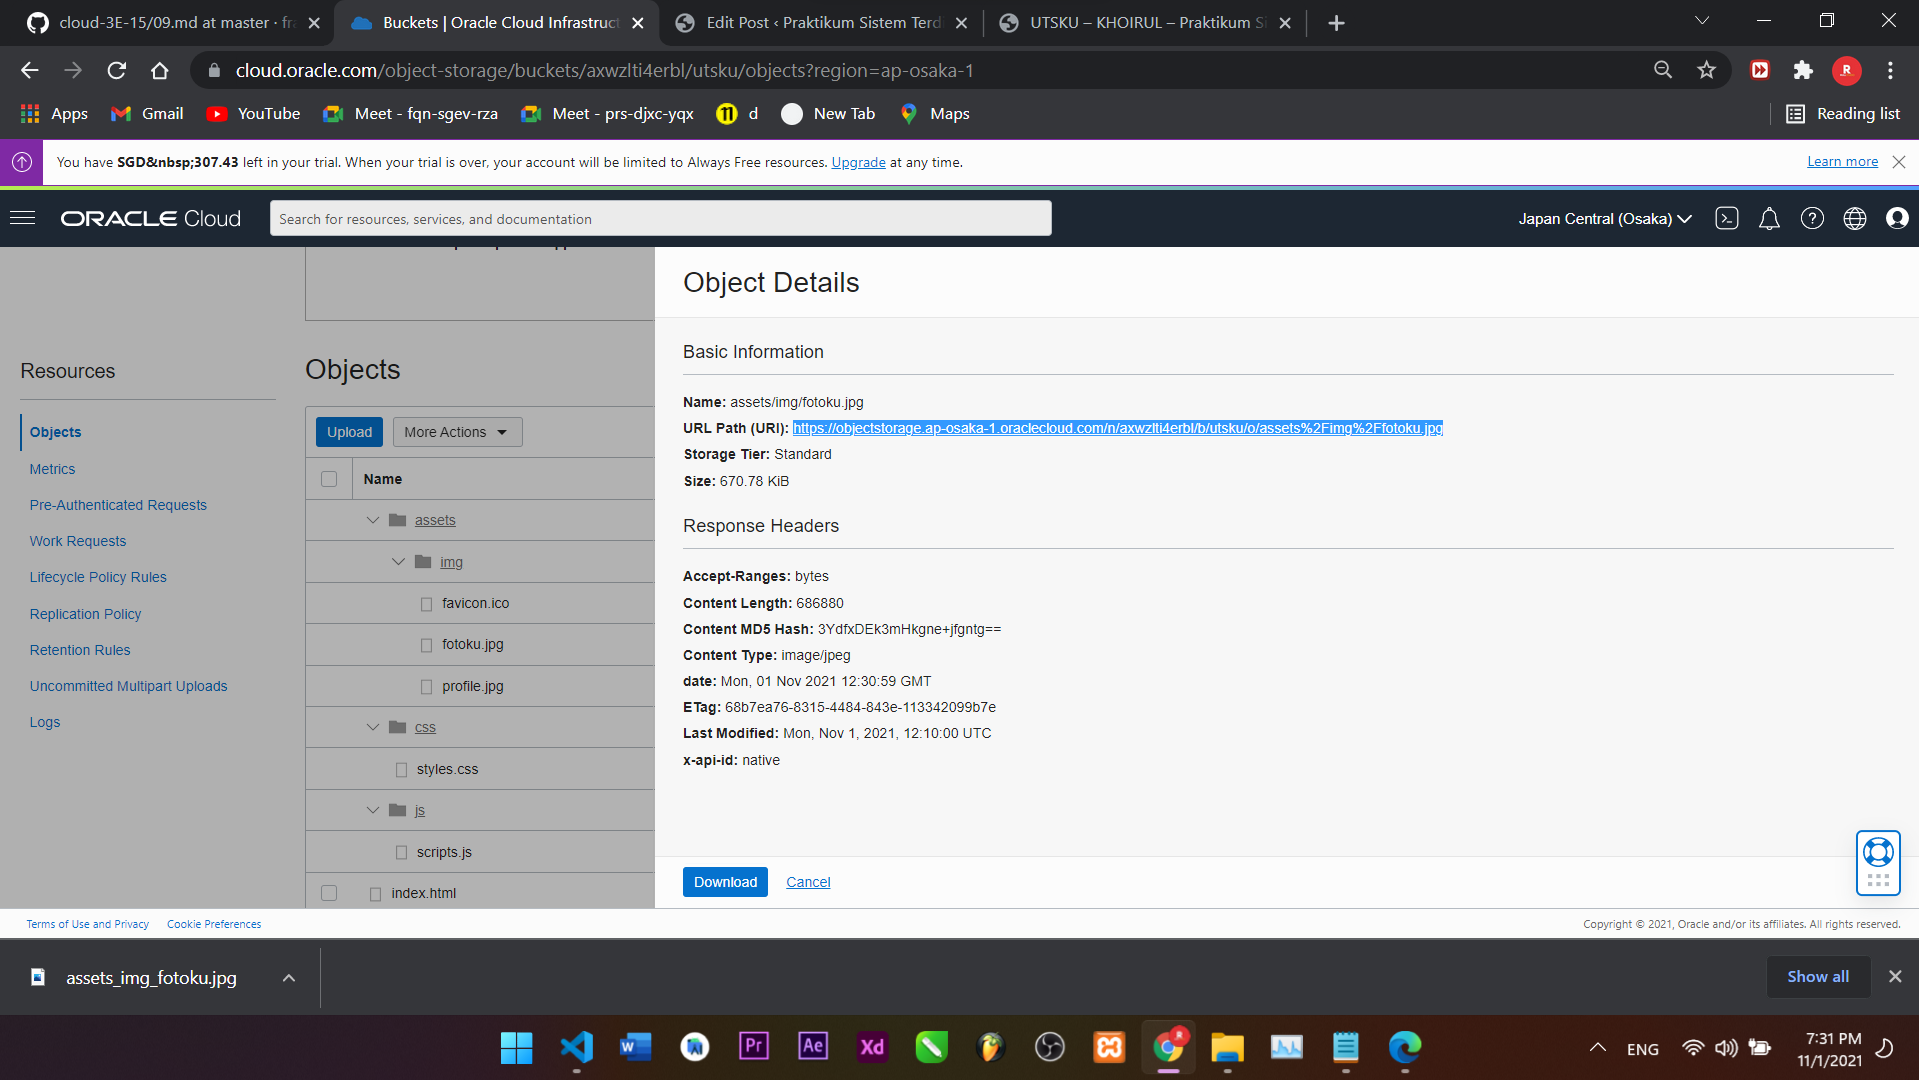 cloud-3E-15/09.md at master · fra
Buckets | Oracle Cloud Infrastruct
Edit Post ‹ Praktikum Sistem Terdi
UTSKU – KHOIRUL – Praktikum Si
cloud.oracle.com/object-storage/buckets/axwzlti4erbl/utsku/objects?region=ap-osaka-1
R
Apps
Gmail
YouTube
Meet - fqn-sgev-rza
Meet - prs-djxc-yqx
d
New Tab
Maps
Reading list
You have SGD&nbsp;307.43 left in your trial. When your trial is over, your account will be limited to Always Free resources. Upgrade at any time.
Learn more
ORACLE Cloud
Search for resources, services, and documentation
Japan Central (Osaka)
Resources
Objects
Metrics
Pre-Authenticated Requests
Work Requests
Lifecycle Policy Rules
Replication Policy
Retention Rules
Uncommitted Multipart Uploads
Logs
Objects
Upload
More Actions
Name
assets
img
favicon.ico
fotoku.jpg
profile.jpg
css
styles.css
js
scripts.js
index.html
Object Details
Basic Information
Name: assets/img/fotoku.jpg
URL Path (URI): https://objectstorage.ap-osaka-1.oraclecloud.com/n/axwzlti4erbl/b/utsku/o/assets%2Fimg%2Ffotoku.jpg
Storage Tier: Standard
Size: 670.78 KiB
Response Headers
Accept-Ranges: bytes
Content Length: 686880
Content MD5 Hash: 3YdfxDEk3mHkgne+jfgntg==
Content Type: image/jpeg
date: Mon, 01 Nov 2021 12:30:59 GMT
ETag: 68b7ea76-8315-4484-843e-113342099b7e
Last Modified: Mon, Nov 1, 2021, 12:10:00 UTC
x-api-id: native
Download
Cancel
Terms of Use and Privacy
Cookie Preferences
Copyright © 2021, Oracle and/or its affiliates. All rights reserved.
assets_img_fotoku.jpg
Show all
Pr
Ae
Xd
ENG
7:31 PM
11/1/2021